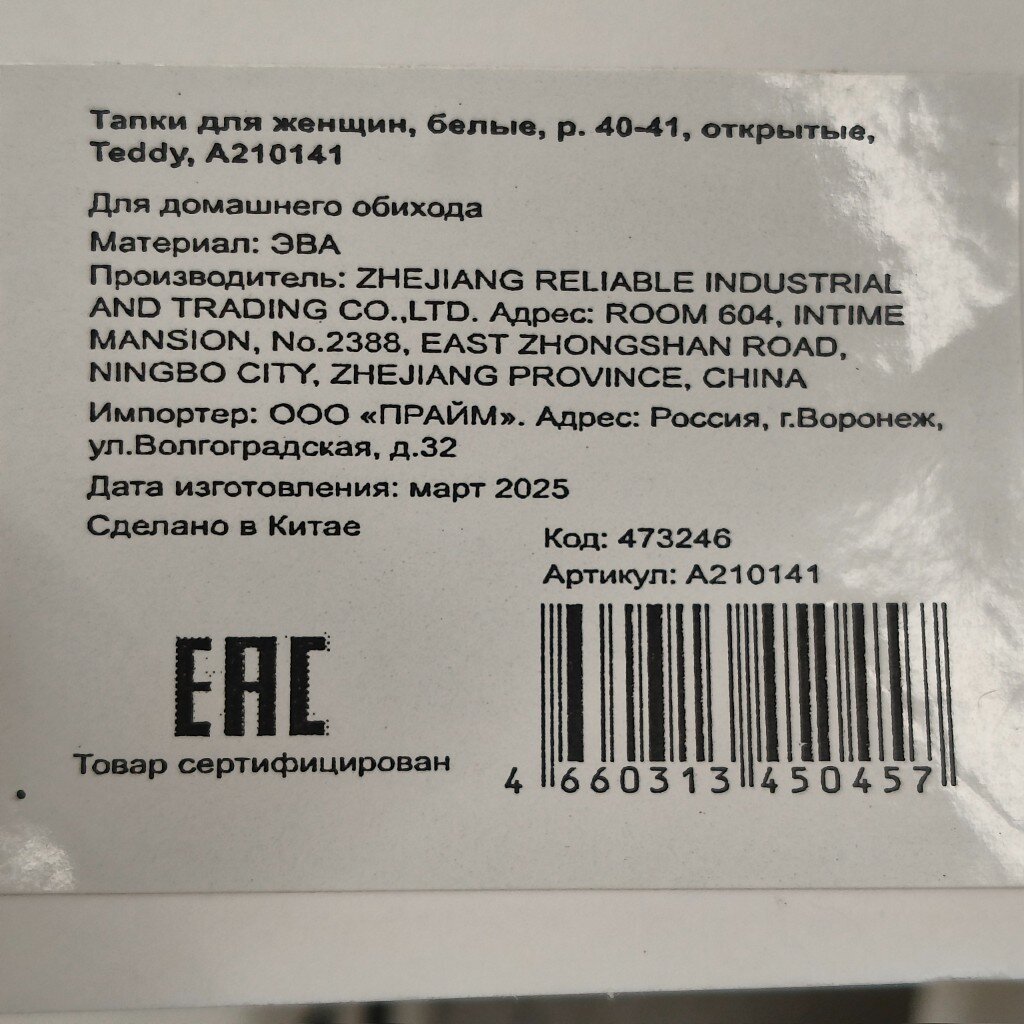 Тапки для женщин, белые, р. 40-41, открытые,
Teddy, A210141
Для домашнего обихода
Материал: ЭВА
Производитель: ZHEJIANG RELIABLE INDUSTRIAL
AND TRADING CO.,LTD. Адрес: ROOM 604, INTIME
MANSION, No.2388, EAST ZHONGSHAN ROAD,
NINGBO CITY, ZHEJIANG PROVINCE, CHINA
Импортер: ООО «ПРАЙМ». Адрес: Россия, г.Воронеж,
ул.Волгоградская, д.32
Дата изготовления: март 2025
Сделано в Китае
Код: 473246
Артикул: A210141
EAC
Товар сертифицирован
4 660313 450457